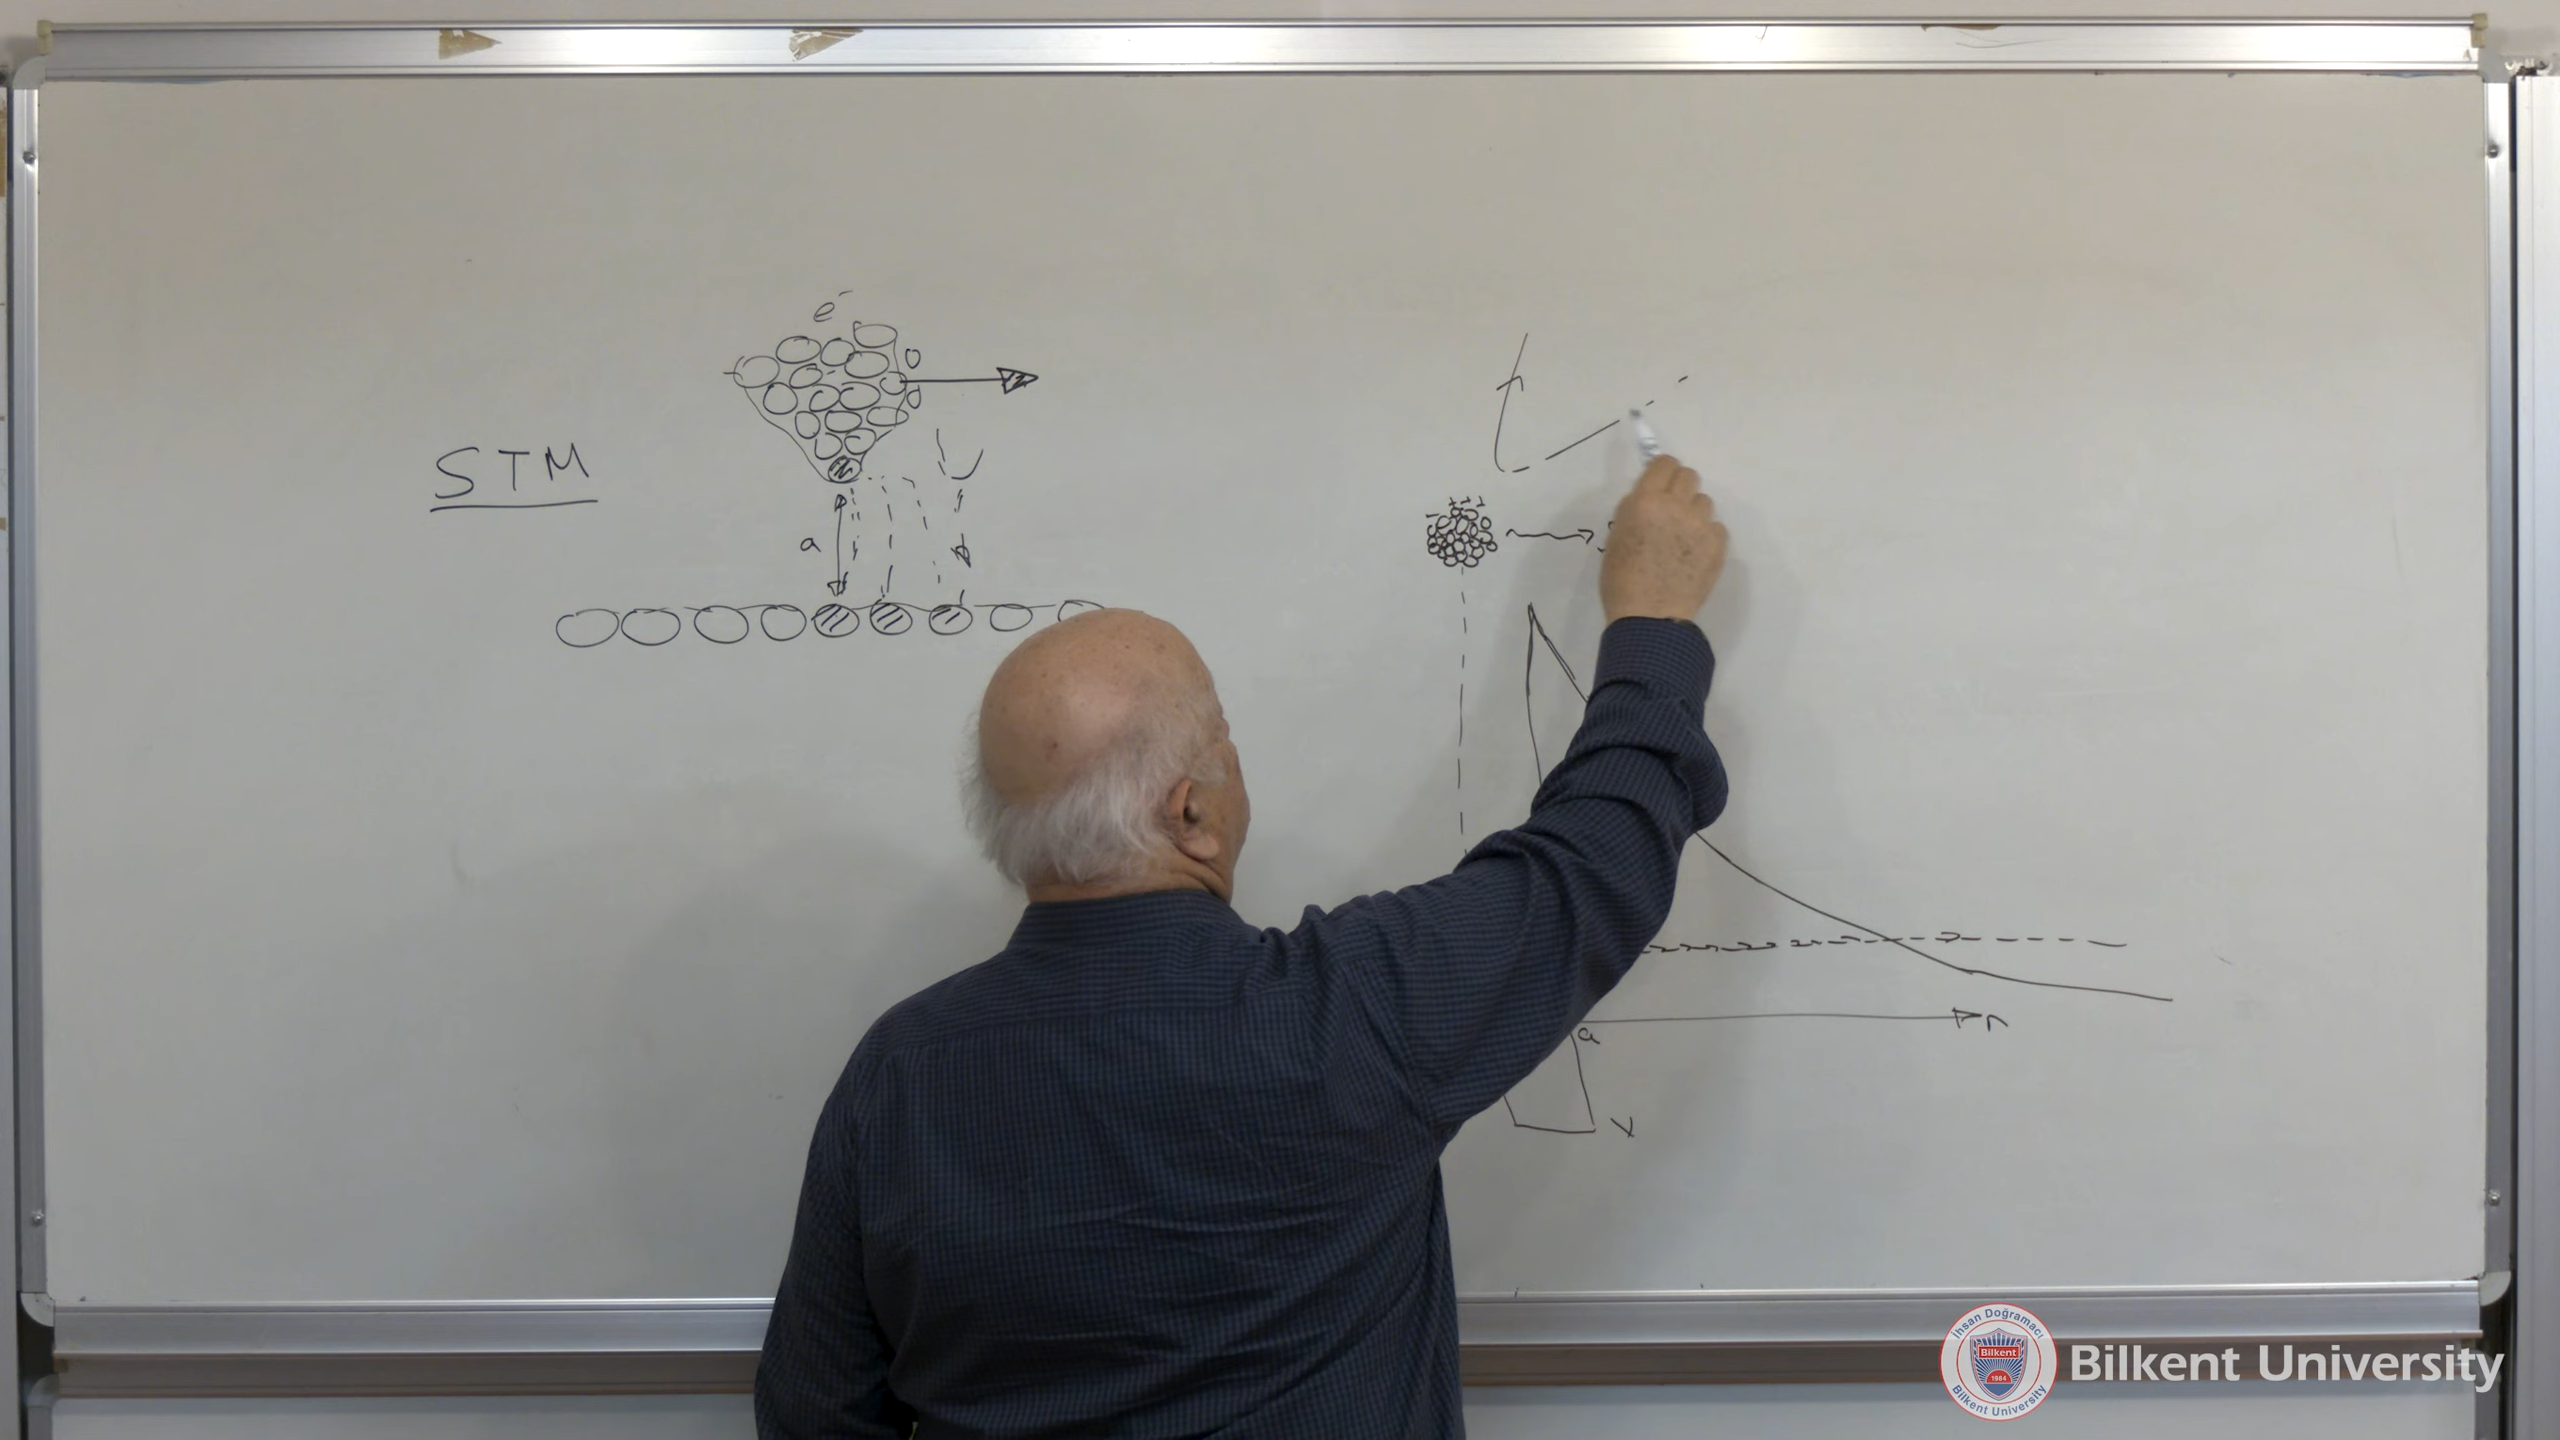 e⁻
STM
a
+++
a
r
V
İhsan Doğramacı
Bilkent
1984
Bilkent University
Bilkent University